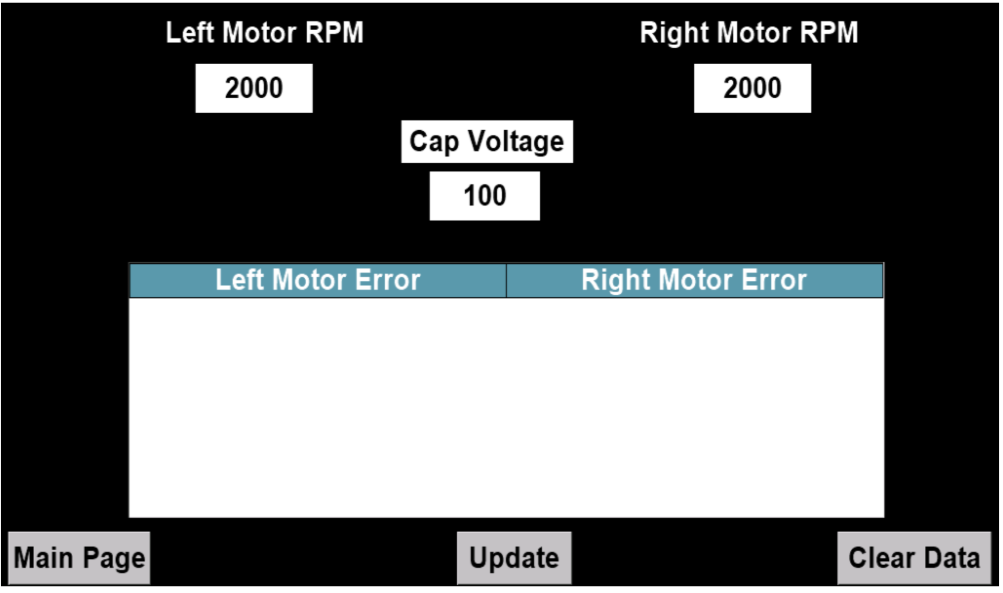 Left Motor RPM
Right Motor RPM
2000
2000
Cap Voltage
100
Left Motor Error
Right Motor Error
Main Page
Update
Clear Data